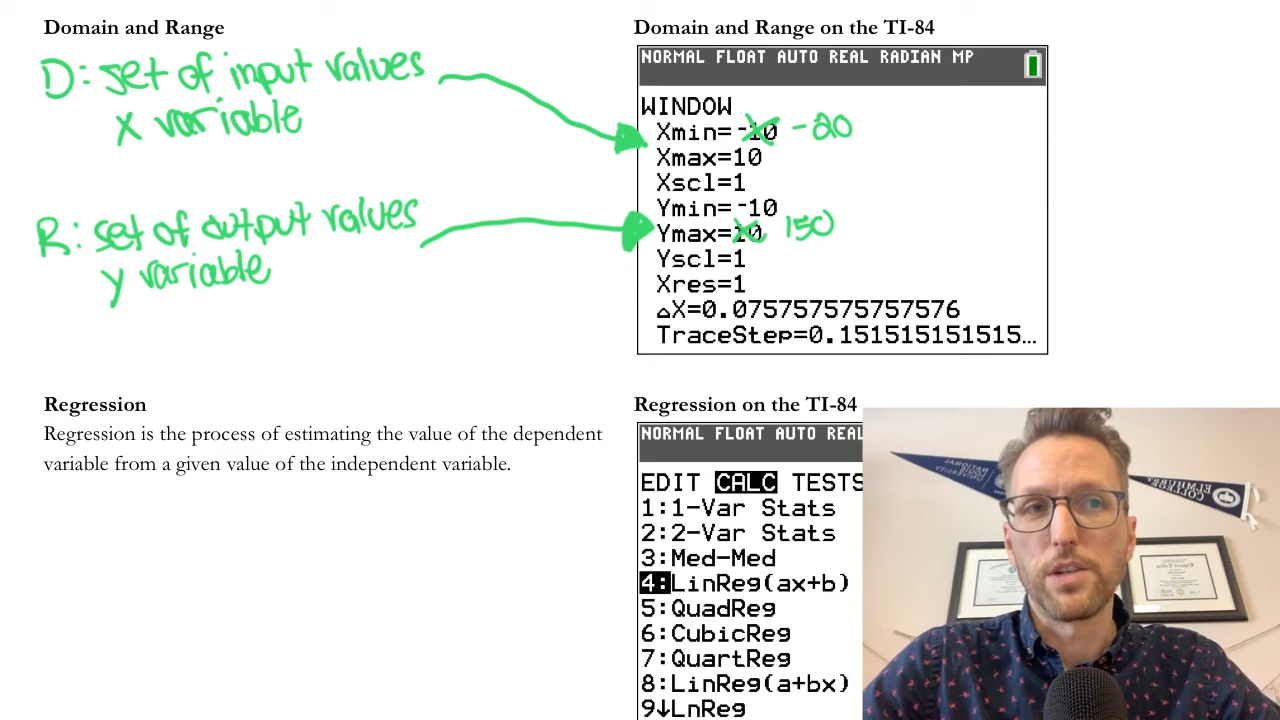 Domain and Range
D: set of input values
x variable
R: set of output values
y variable
Domain and Range on the TI-84
NORMAL FLOAT AUTO REAL RADIAN MP
WINDOW
Xmin=-10 -20
Xmax=10
Xscl=1
Ymin=-10
Ymax=10 150
Yscl=1
Xres=1
△X=0.075757575757576
TraceStep=0.151515151515…
Regression
Regression is the process of estimating the value of the dependent
variable from a given value of the independent variable.
Regression on the TI-84
NORMAL FLOAT AUTO REAL
EDIT CALC TESTS
1:1-Var Stats
2:2-Var Stats
3:Med-Med
4:LinReg(ax+b)
5:QuadReg
6:CubicReg
7:QuartReg
8:LinReg(a+bx)
9↓LnReg
NATIONAL
UNIVERSITY
ELMHURST
COLLEGE